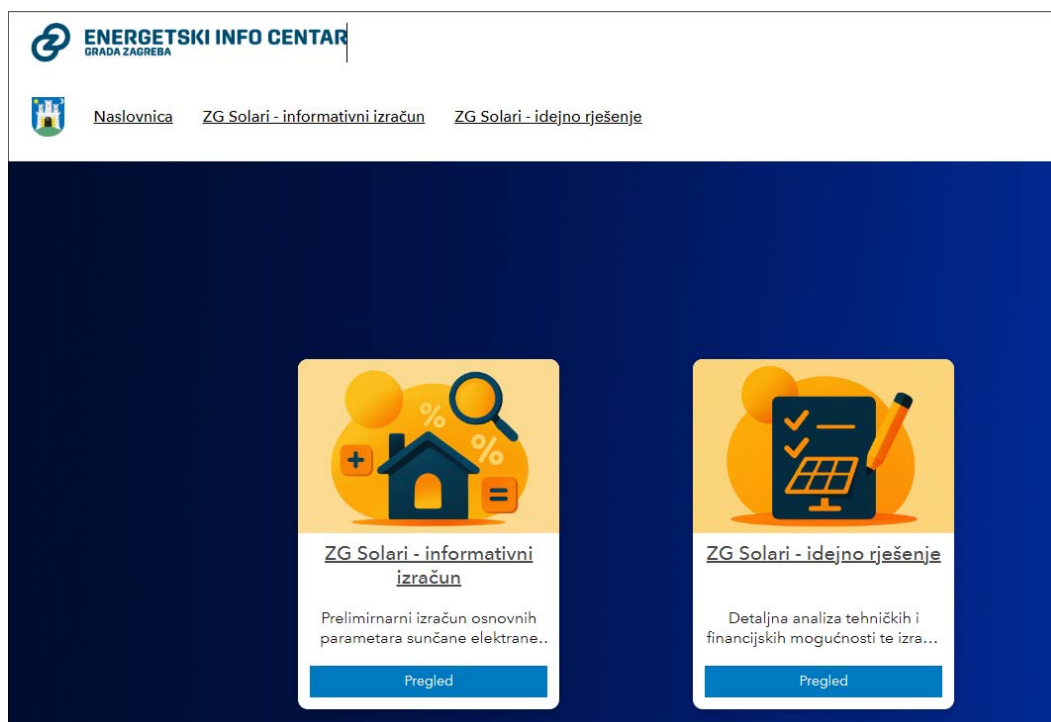 ENERGETSKI INFO CENTAR
GRADA ZAGREBA
Naslovnica ZG Solari - informativni izračun ZG Solari - idejno rješenje
ZG Solari - informativni
izračun
Prelimirnarni izračun osnovnih
parametara sunčane elektrane..
Pregled
ZG Solari - idejno rješenje
Detaljna analiza tehničkih i
financijskih mogućnosti te izra...
Pregled